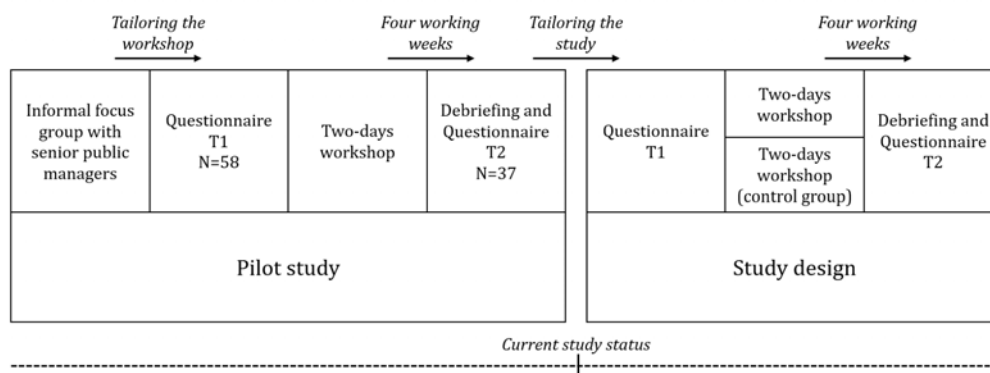 Tailoring the
workshop
Four working
weeks
Tailoring the
study
Four working
weeks
Informal focus
group with
senior public
managers
Questionnaire
T1
N=58
Two-days
workshop
Debriefing and
Questionnaire
T2
N=37
Questionnaire
T1
Two-days
workshop
Two-days
workshop
(control group)
Debriefing and
Questionnaire
T2
Pilot study
Study design
Current study status